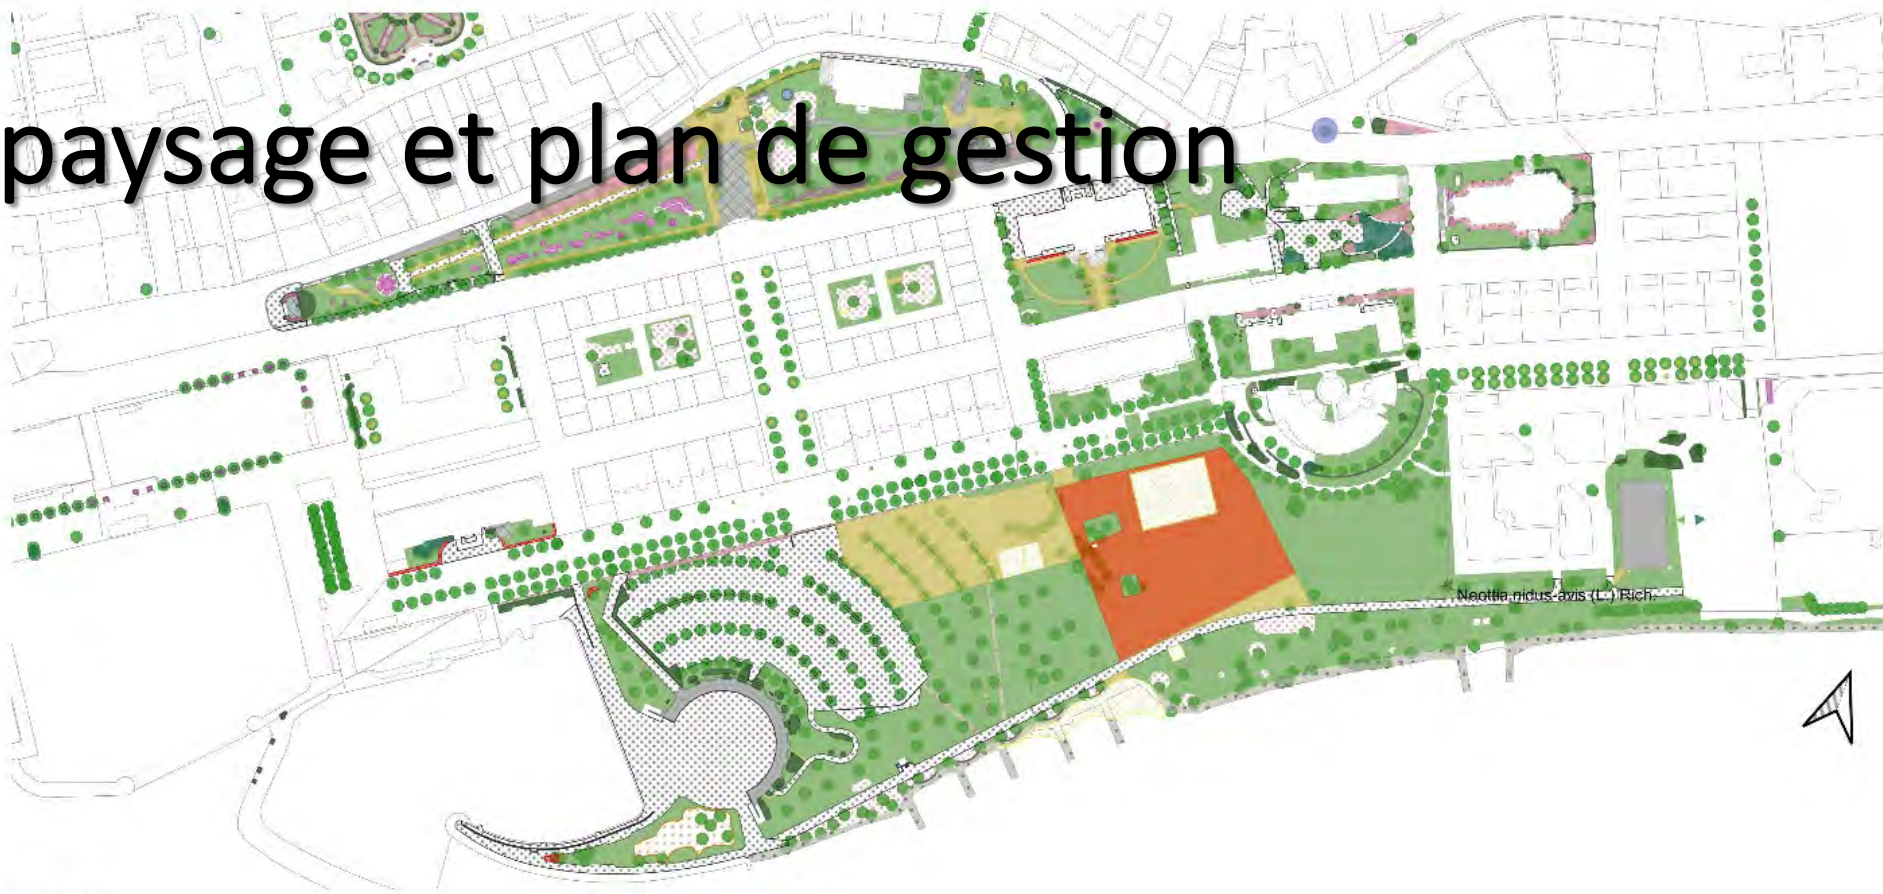 paysage et plan de gestion
Neottia nidus-avis (L.) Rich.